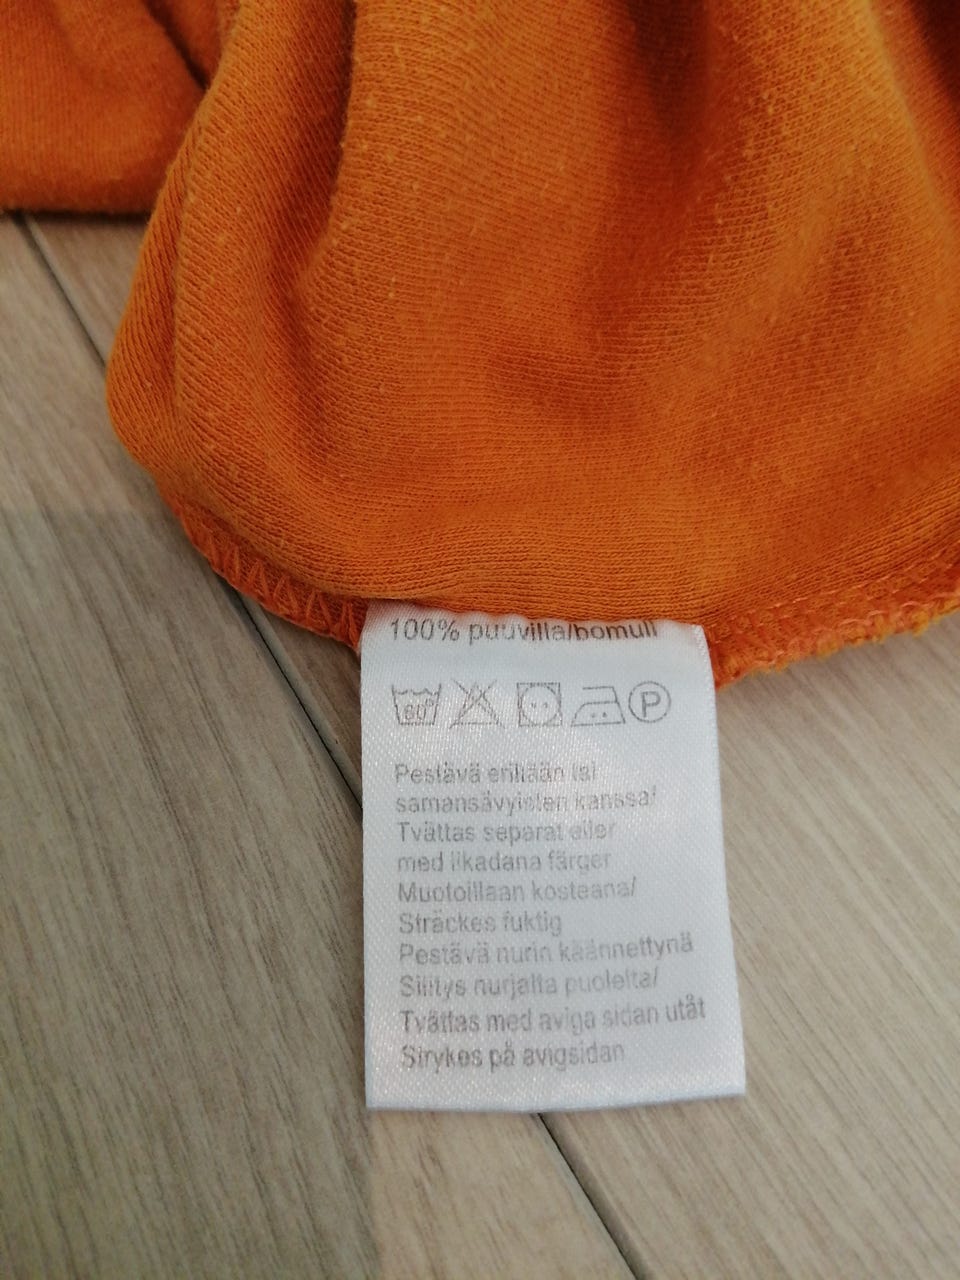 100% puuvilla/bomull
60°
P
Pestävä erillään tai
samansävyisten kanssa/
Tvättas separat eller
med likadana färger
Muotoillaan kosteana/
Sträckes fuktig
Pestävä nurin käännettynä
Silitys nurjalta puolelta/
Tvättas med aviga sidan utåt
Strykes på avigsidan